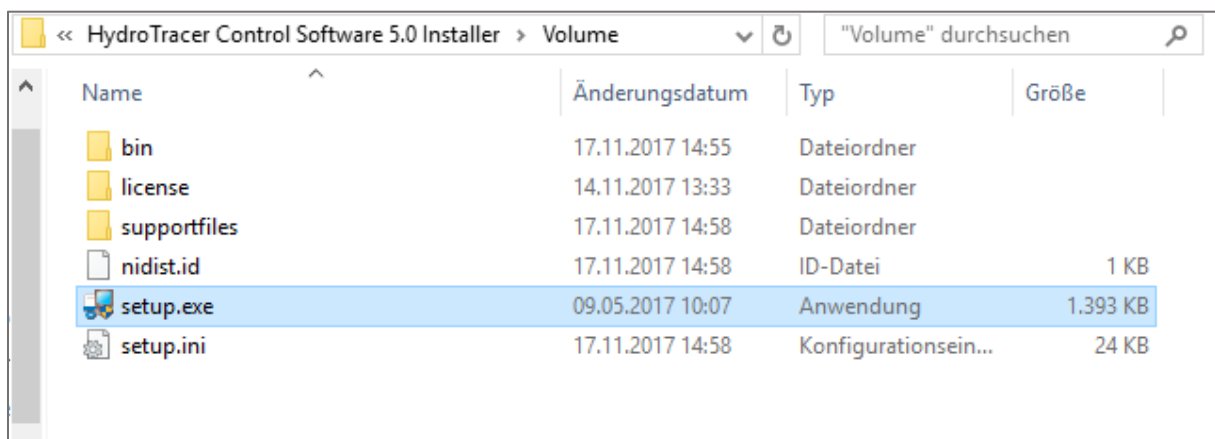 « HydroTracer Control Software 5.0 Installer > Volume "Volume" durchsuchen
Name Änderungsdatum Typ Größe
bin 17.11.2017 14:55 Dateiordner
license 14.11.2017 13:33 Dateiordner
supportfiles 17.11.2017 14:58 Dateiordner
nidist.id 17.11.2017 14:58 ID-Datei 1 KB
setup.exe 09.05.2017 10:07 Anwendung 1.393 KB
setup.ini 17.11.2017 14:58 Konfigurationsein... 24 KB